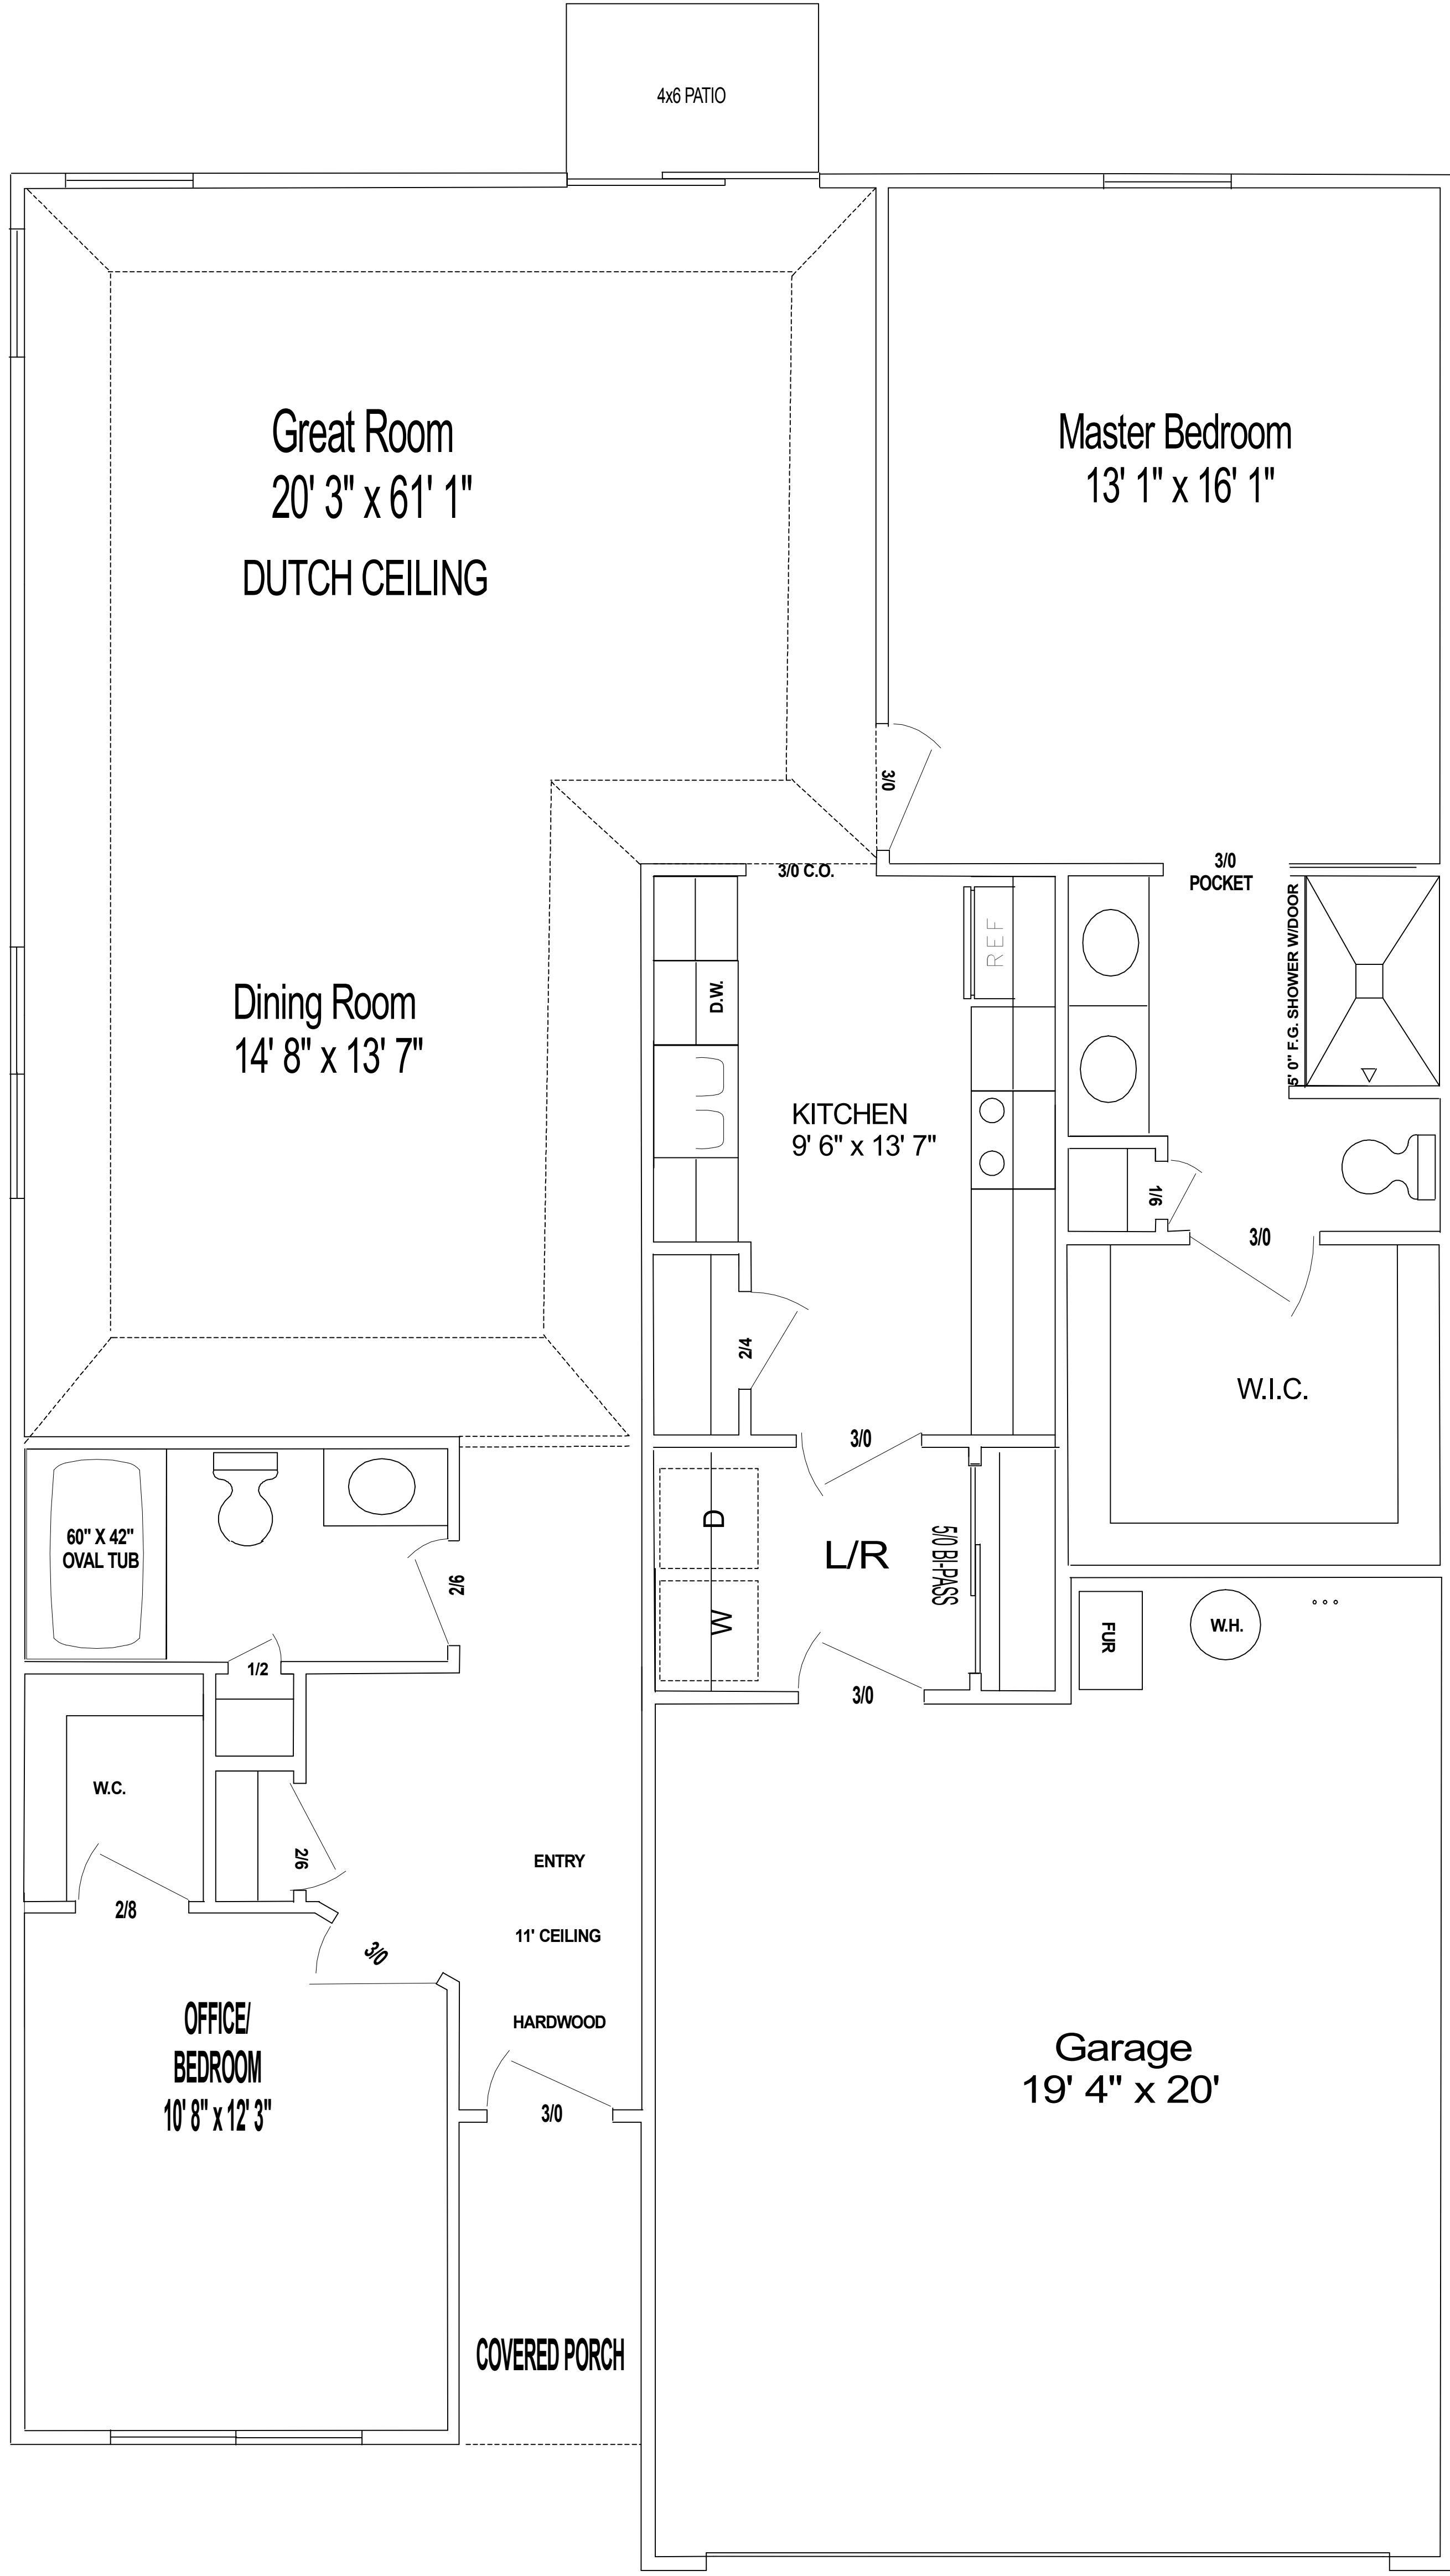 4x6 PATIO
Great Room
20' 3" x 61' 1"
DUTCH CEILING
Master Bedroom
13' 1" x 16' 1"
3/0
3/0 C.O.
3/0
POCKET
REF
5' 0" F.G. SHOWER W/DOOR
D.W.
Dining Room
14' 8" x 13' 7"
KITCHEN
9' 6" x 13' 7"
1/6
3/0
2/4
W.I.C.
3/0
60" X 42"
OVAL TUB
2/6
D
L/R
5/0 BI-PASS
W
FUR
W.H.
1/2
3/0
W.C.
2/6
ENTRY
2/8
11' CEILING
3/0
HARDWOOD
OFFICE/
BEDROOM
10' 8" x 12' 3"
3/0
Garage
19' 4" x 20'
COVERED PORCH